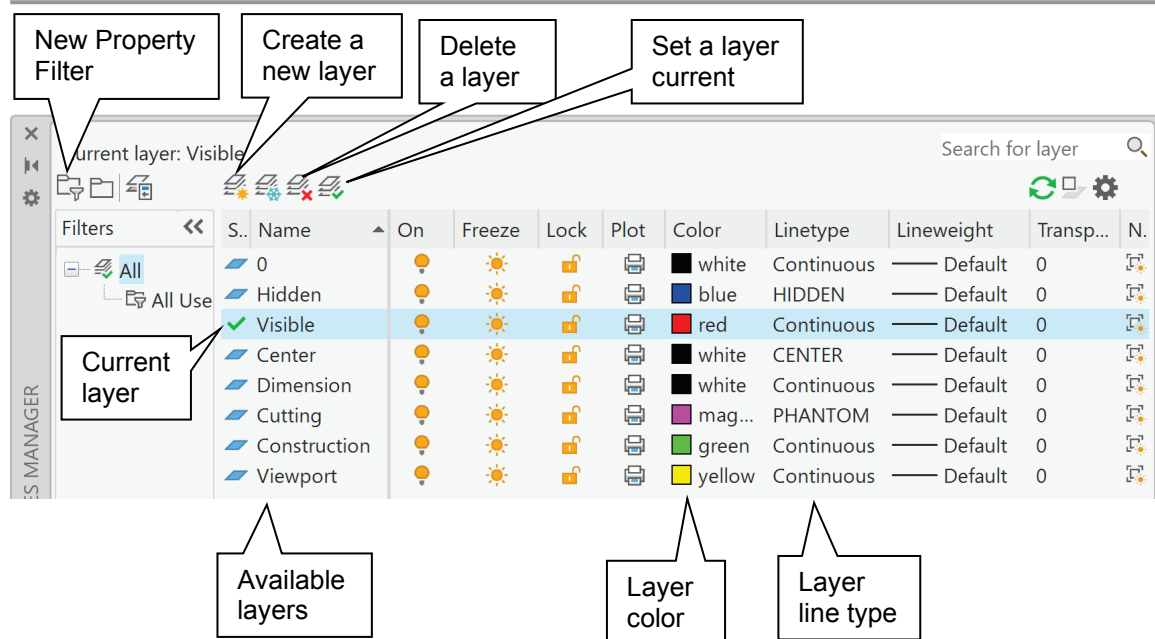 New Property
Filter
Create a
new layer
Delete
a layer
Set a layer
current
urrent layer: Visible
Search for layer
Filters
S.. Name On Freeze Lock Plot Color Linetype Lineweight Transp... N.
All
All Use
0 white Continuous Default 0
Hidden blue HIDDEN Default 0
Visible red Continuous Default 0
Center white CENTER Default 0
Dimension white Continuous Default 0
Cutting mag... PHANTOM Default 0
Construction green Continuous Default 0
Viewport yellow Continuous Default 0
Current
layer
ES MANAGER
Available
layers
Layer
color
Layer
line type